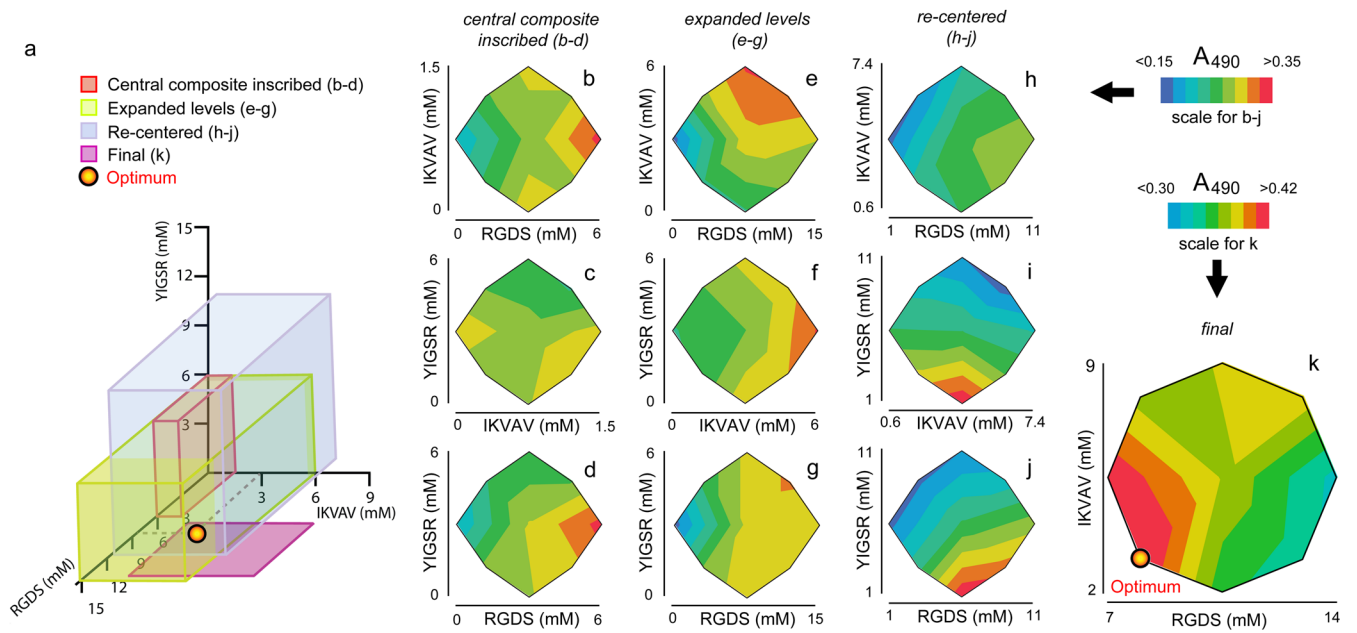 a
Central composite inscribed (b-d)
Expanded levels (e-g)
Re-centered (h-j)
Final (k)
Optimum
YIGSR (mM)
15
12
9
6
3
3
6
9
IKVAV (mM)
3
6
9
12
15
RGDS (mM)
central composite
inscribed (b-d)
expanded levels
(e-g)
re-centered
(h-j)
b
1.5
IKVAV (mM)
0
0
RGDS (mM)
6
e
6
IKVAV (mM)
0
0
RGDS (mM)
15
h
7.4
IKVAV (mM)
0.6
1
RGDS (mM)
11
c
6
YIGSR (mM)
0
0
IKVAV (mM)
1.5
f
6
YIGSR (mM)
0
0
IKVAV (mM)
6
i
11
YIGSR (mM)
1
0.6
IKVAV (mM)
7.4
d
6
YIGSR (mM)
0
0
RGDS (mM)
6
g
6
YIGSR (mM)
0
0
RGDS (mM)
15
j
11
YIGSR (mM)
1
1
RGDS (mM)
11
<0.15 A490 >0.35
scale for b-j
<0.30 A490 >0.42
scale for k
final
k
9
IKVAV (mM)
2
Optimum
7
RGDS (mM)
14